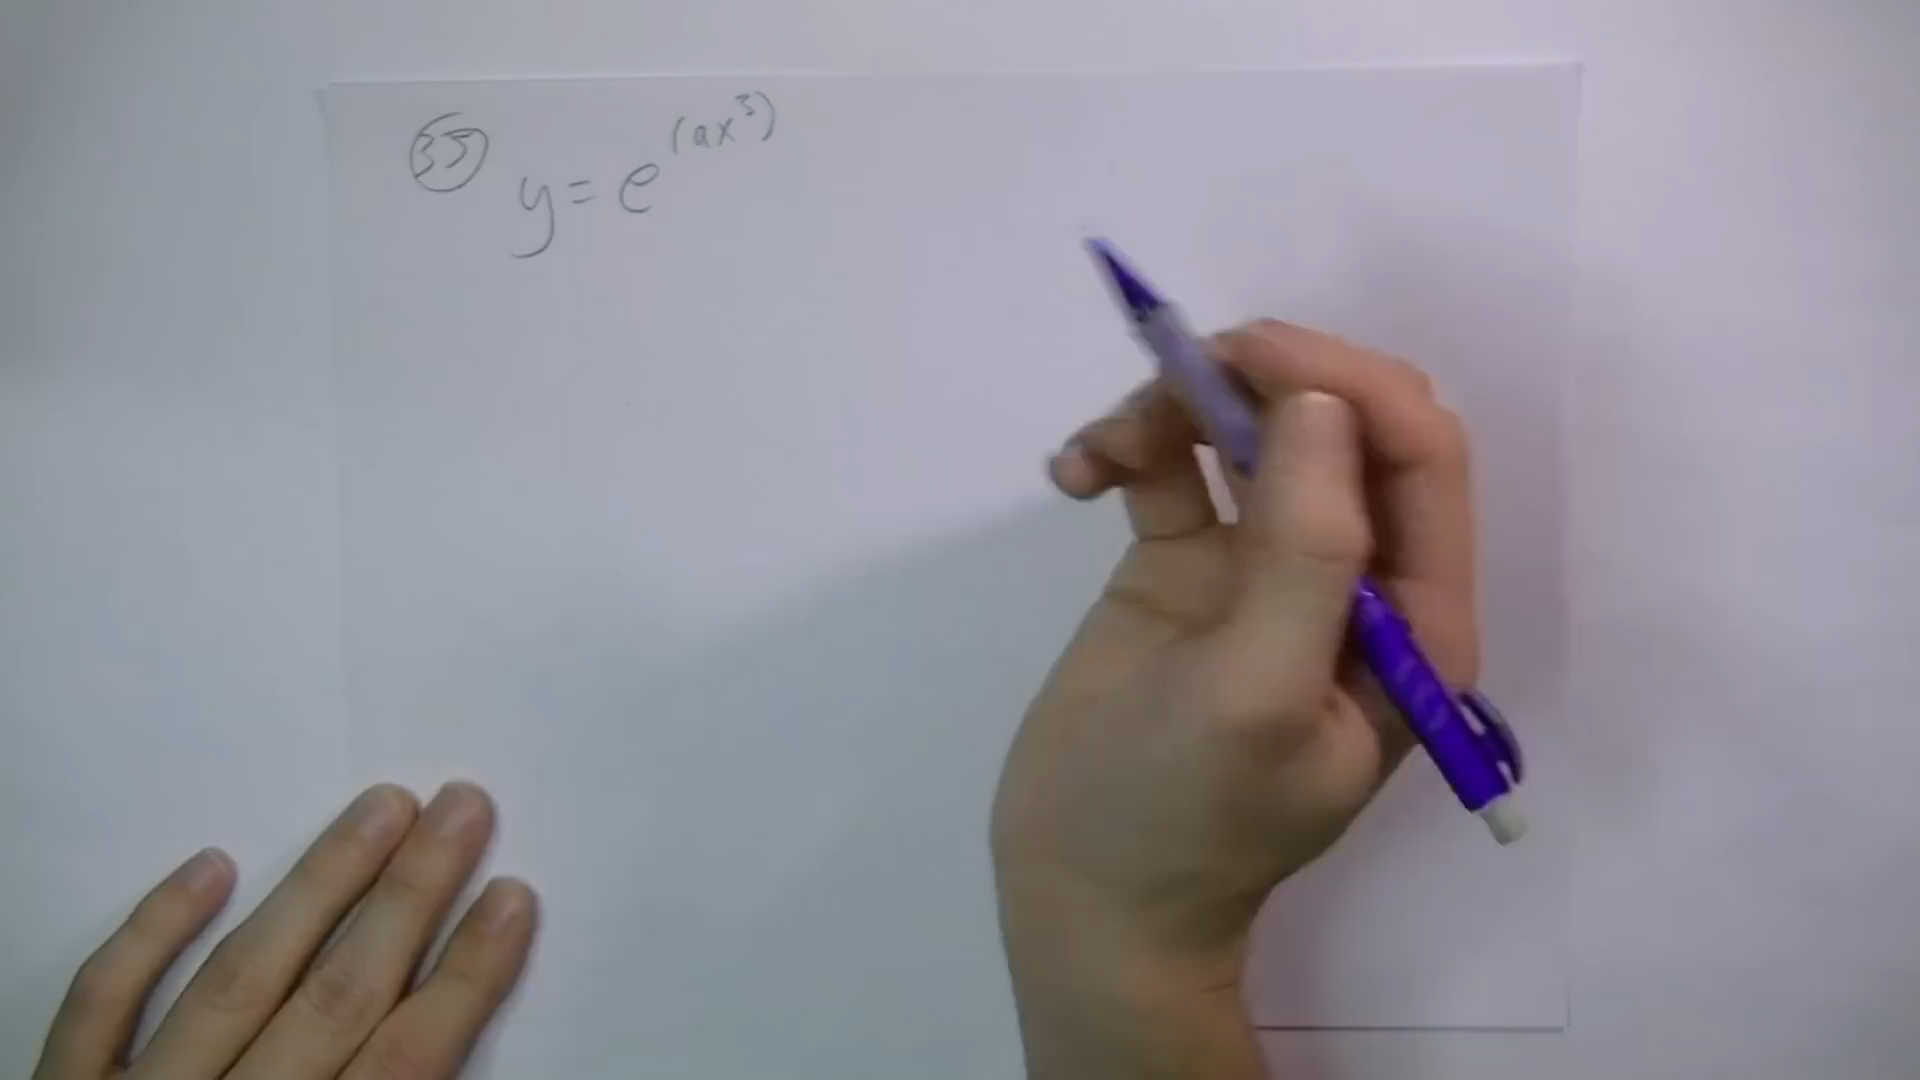 35 y = e^(ax^3)